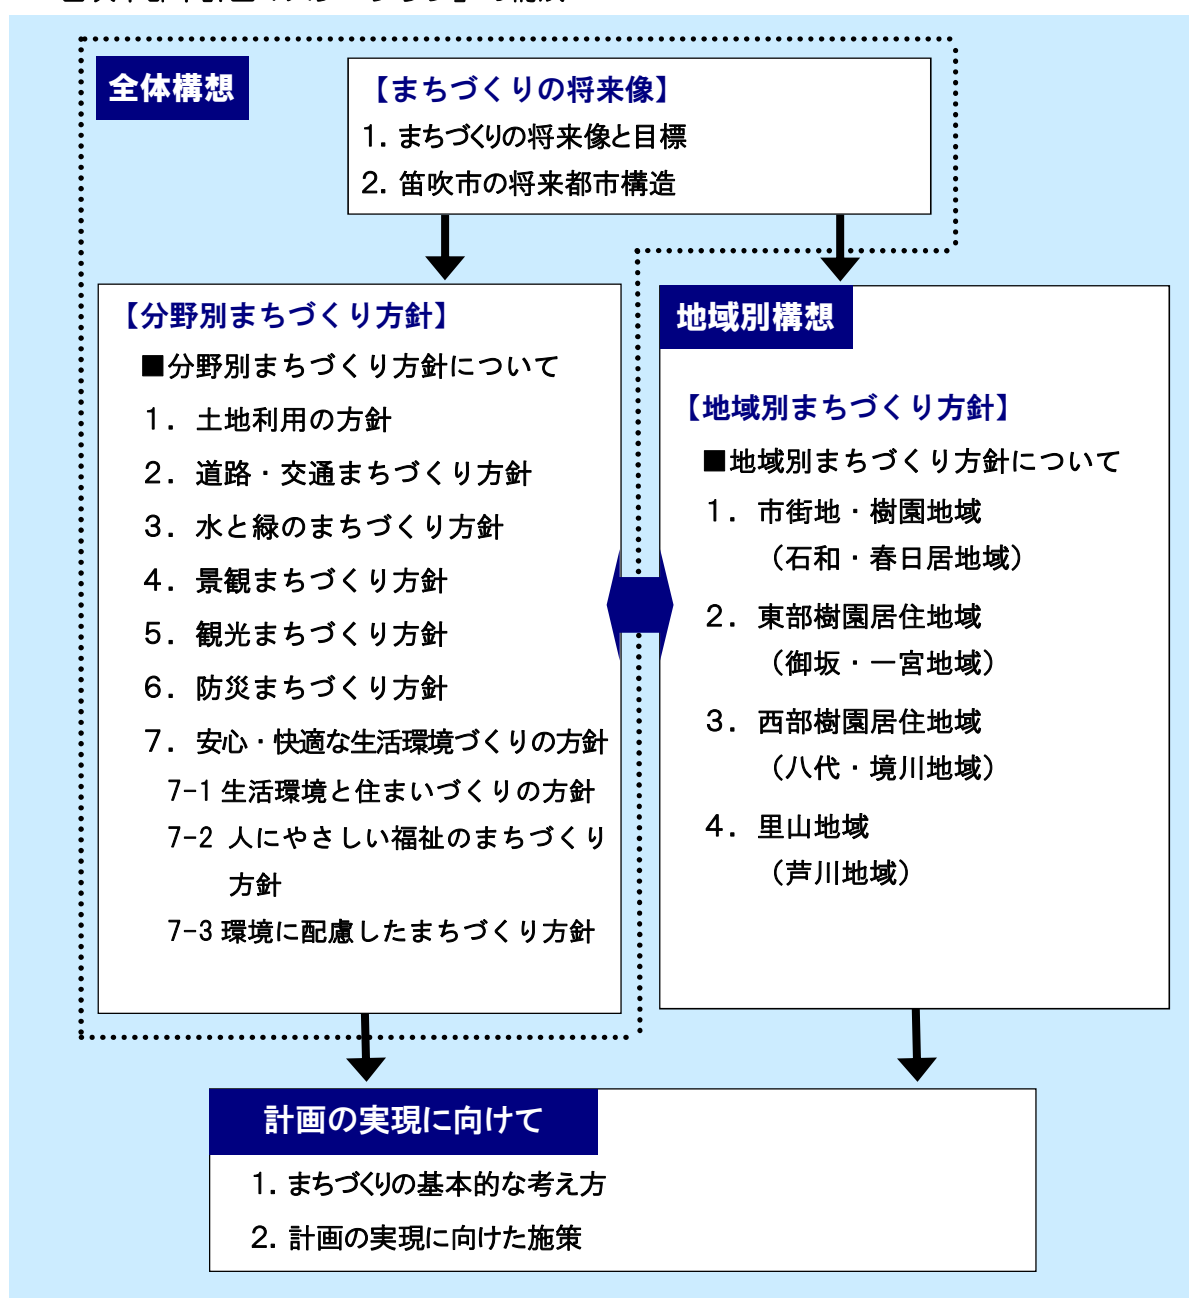 全体構想
【まちづくりの将来像】
1. まちづくりの将来像と目標
2. 笛吹市の将来都市構造
【分野別まちづくり方針】
■分野別まちづくり方針について
1. 土地利用の方針
2. 道路・交通まちづくり方針
3. 水と緑のまちづくり方針
4. 景観まちづくり方針
5. 観光まちづくり方針
6. 防災まちづくり方針
7. 安心・快適な生活環境づくりの方針
7-1 生活環境と住まいづくりの方針
7-2 人にやさしい福祉のまちづくり
方針
7-3 環境に配慮したまちづくり方針
地域別構想
【地域別まちづくり方針】
■地域別まちづくり方針について
1. 市街地・樹園地域
（石和・春日居地域）
2. 東部樹園居住地域
（御坂・一宮地域）
3. 西部樹園居住地域
（八代・境川地域）
4. 里山地域
（芦川地域）
計画の実現に向けて
1. まちづくりの基本的な考え方
2. 計画の実現に向けた施策